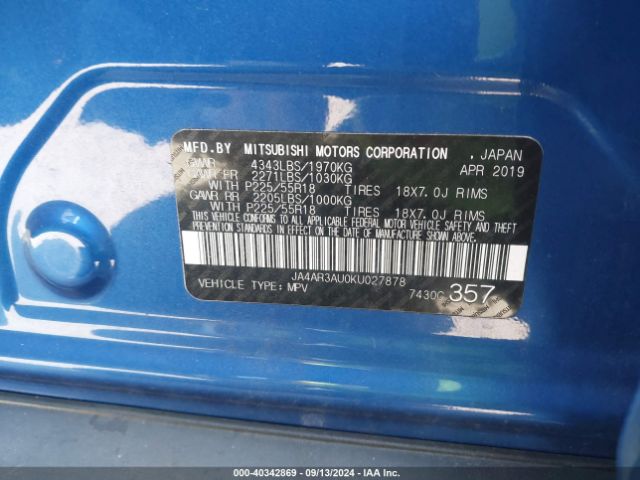 MFD.BY MITSUBISHI MOTORS CORPORATION , JAPAN
GVWR 4343LBS/1970KG APR 2019
GAWR FR 2271LBS/1030KG
WITH P225/55R18 TIRES 18X7.0J RIMS
GAWR RR 2205LBS/1000KG
WITH P225/55R18 TIRES 18X7.0J RIMS
THIS VEHICLE CONFORMS TO ALL APPLICABLE FEDERAL MOTOR VEHICLE SAFETY AND THEFT
PREVENTION STANDARDS IN EFFECT ON THE DATE OF MANUFACTURE SHOWN ABOVE.
JA4AR3AU0KU027878
VEHICLE TYPE: MPV 7430C 357
000-40342869 - 09/13/2024 - IAA Inc.